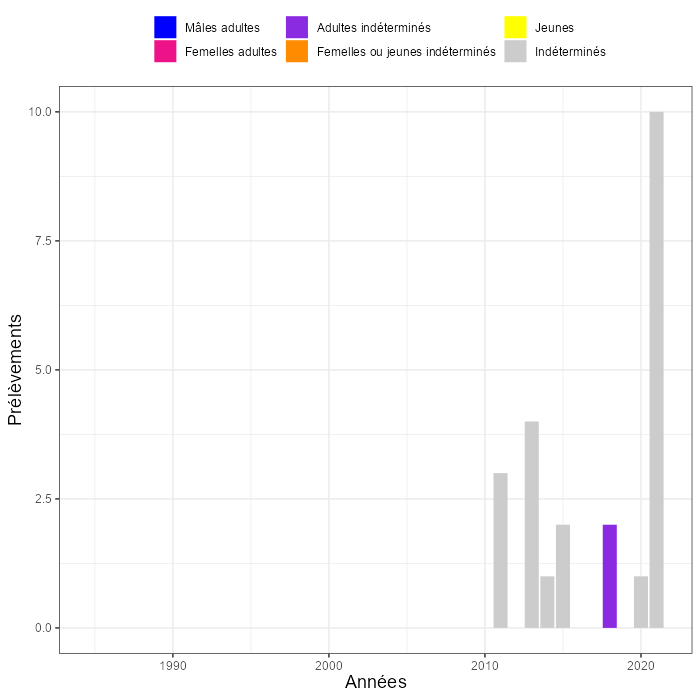 Mâles adultes
Adultes indéterminés
Jeunes
Femelles adultes
Femelles ou jeunes indéterminés
Indéterminés
10.0
7.5
5.0
2.5
0.0
Prélèvements
1990
2000
2010
2020
Années